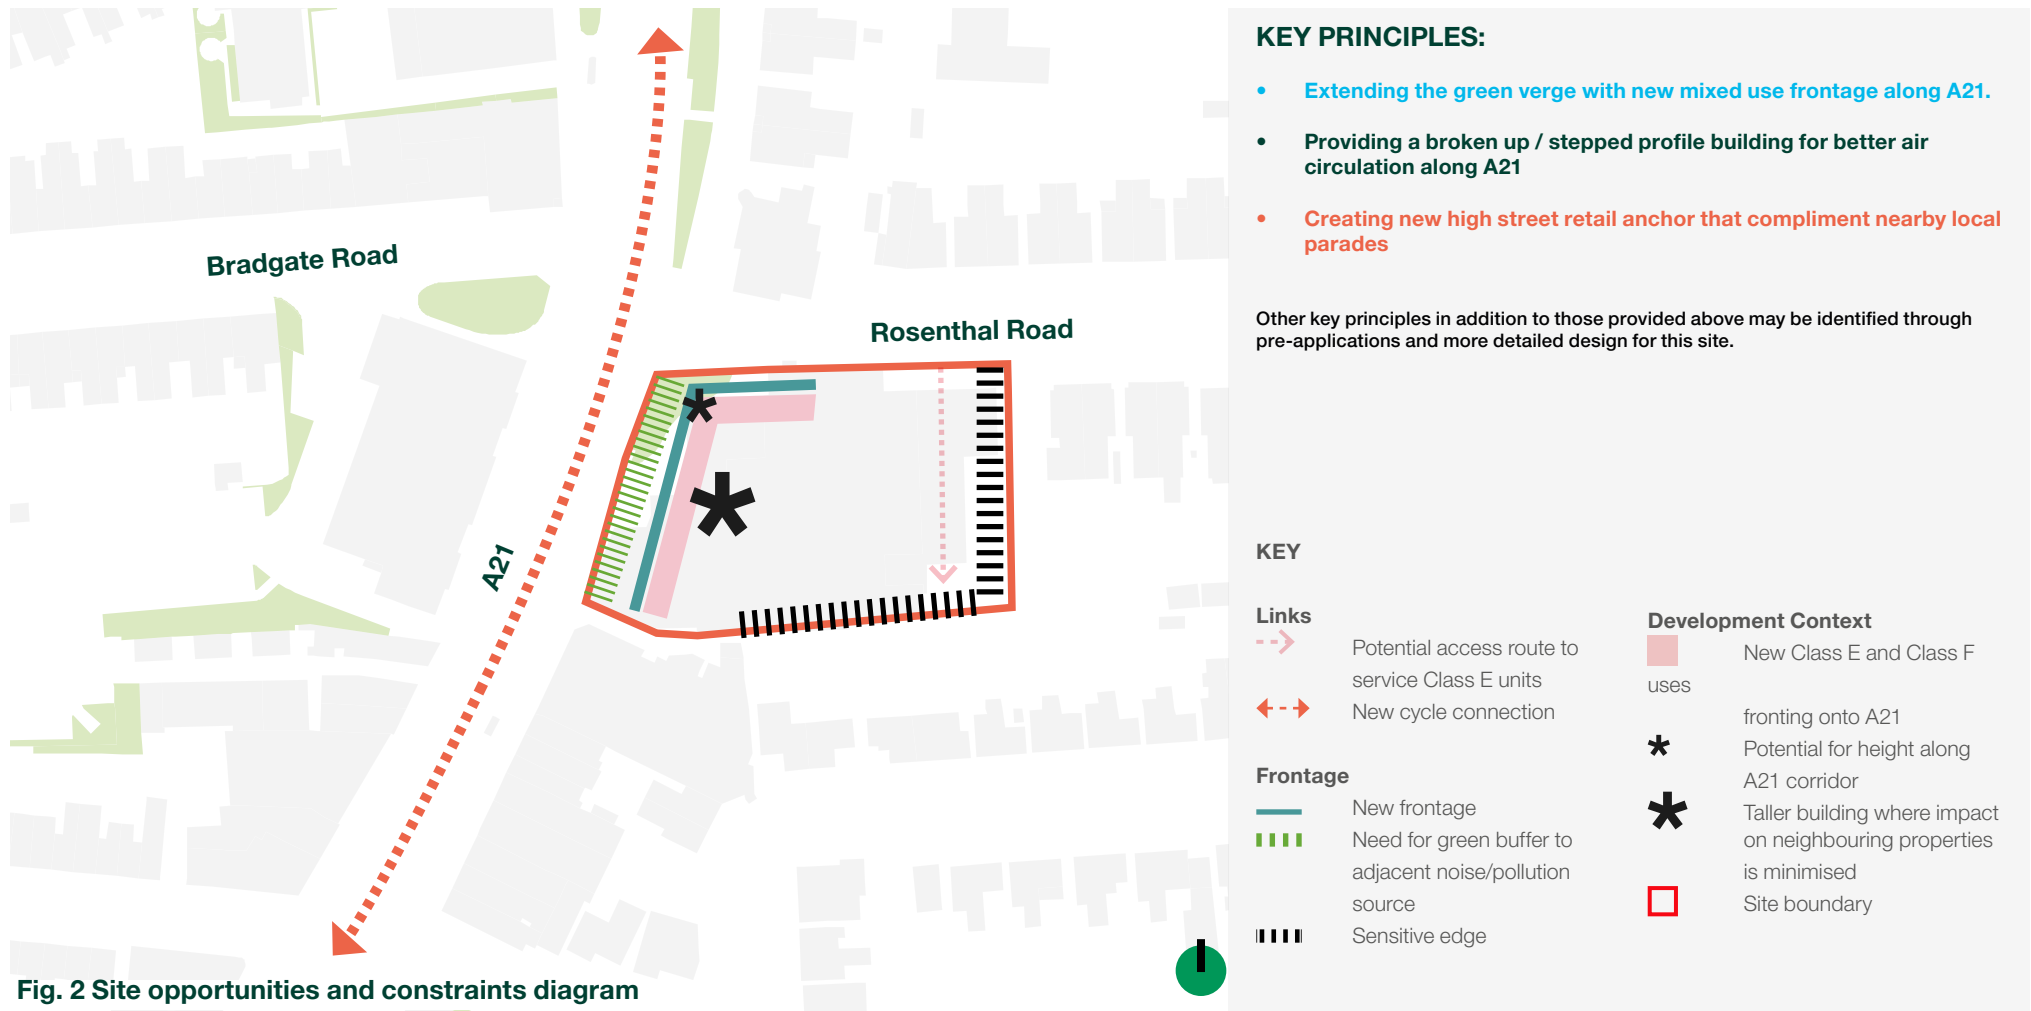 Bradgate Road
Rosenthal Road
A21
Fig. 2 Site opportunities and constraints diagram
KEY PRINCIPLES:
• Extending the green verge with new mixed use frontage along A21.
• Providing a broken up / stepped profile building for better air
circulation along A21
• Creating new high street retail anchor that compliment nearby local
parades
Other key principles in addition to those provided above may be identified through
pre-applications and more detailed design for this site.
KEY
Links
Potential access route to
service Class E units
New cycle connection
Frontage
New frontage
Need for green buffer to
adjacent noise/pollution
source
Sensitive edge
Development Context
New Class E and Class F
uses
fronting onto A21
Potential for height along
A21 corridor
Taller building where impact
on neighbouring properties
is minimised
Site boundary